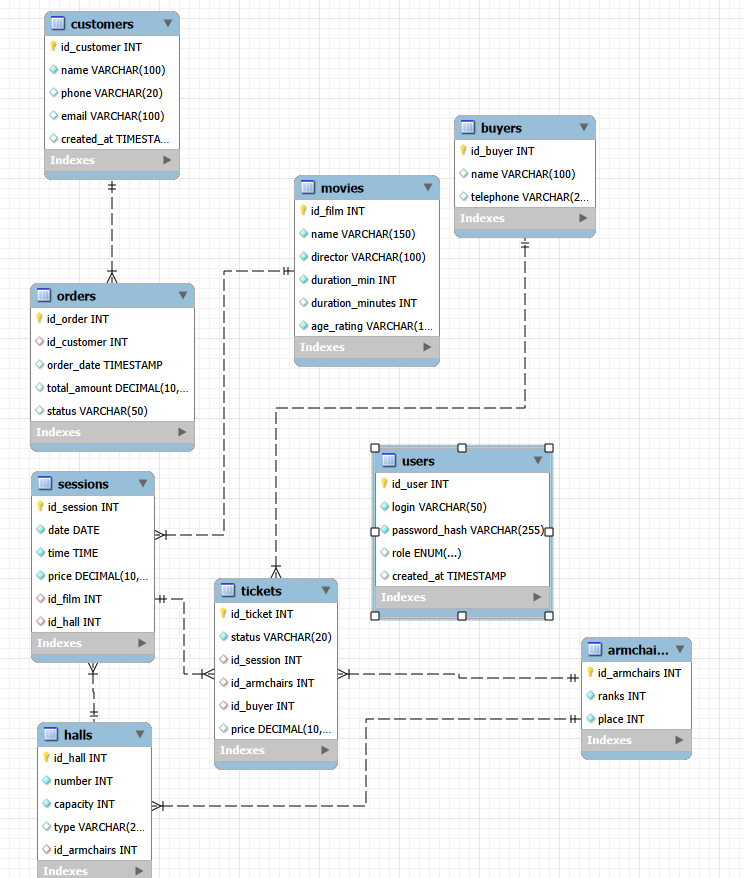 customers
id_customer INT
name VARCHAR(100)
phone VARCHAR(20)
email VARCHAR(100)
created_at TIMESTA...
Indexes
buyers
id_buyer INT
name VARCHAR(100)
telephone VARCHAR(2...
Indexes
movies
id_film INT
name VARCHAR(150)
director VARCHAR(100)
duration_min INT
duration_minutes INT
age_rating VARCHAR(1...
Indexes
orders
id_order INT
id_customer INT
order_date TIMESTAMP
total_amount DECIMAL(10,...
status VARCHAR(50)
Indexes
users
id_user INT
login VARCHAR(50)
password_hash VARCHAR(255)
role ENUM(...)
created_at TIMESTAMP
Indexes
sessions
id_session INT
date DATE
time TIME
price DECIMAL(10,...
id_film INT
id_hall INT
Indexes
tickets
id_ticket INT
status VARCHAR(20)
id_session INT
id_armchairs INT
id_buyer INT
price DECIMAL(10,...
Indexes
armchai...
id_armchairs INT
ranks INT
place INT
Indexes
halls
id_hall INT
number INT
capacity INT
type VARCHAR(2...
id_armchairs INT
Indexes